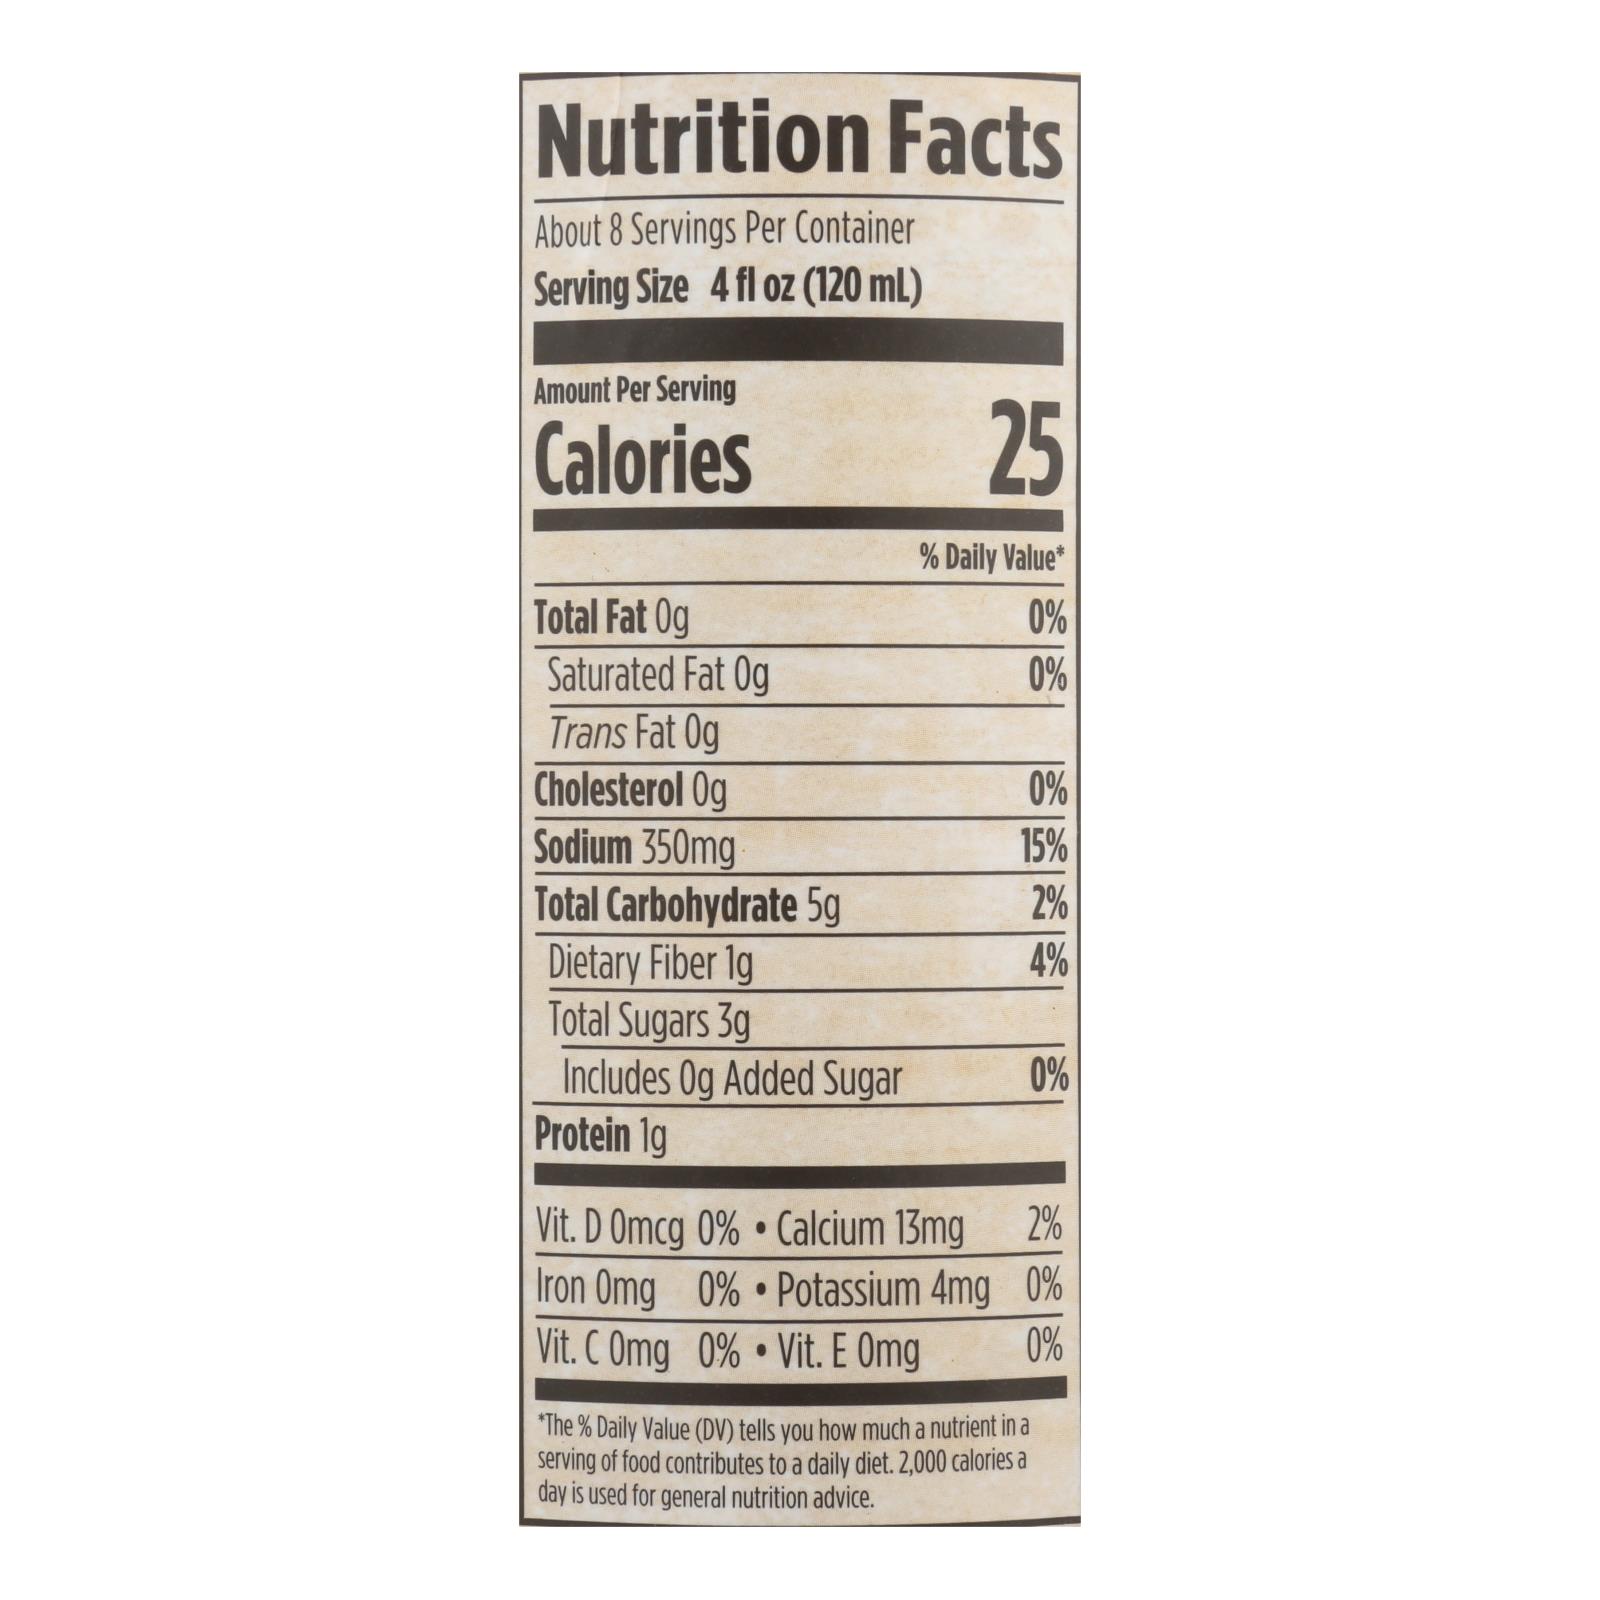 Nutrition Facts
About 8 Servings Per Container
Serving Size 4 fl oz (120 mL)
Amount Per Serving
Calories 25
% Daily Value*
Total Fat 0g 0%
Saturated Fat 0g 0%
Trans Fat 0g
Cholesterol 0g 0%
Sodium 350mg 15%
Total Carbohydrate 5g 2%
Dietary Fiber 1g 4%
Total Sugars 3g
Includes 0g Added Sugar 0%
Protein 1g
Vit. D 0mcg 0% • Calcium 13mg 2%
Iron 0mg 0% • Potassium 4mg 0%
Vit. C 0mg 0% • Vit. E 0mg 0%
*The % Daily Value (DV) tells you how much a nutrient in a
serving of food contributes to a daily diet. 2,000 calories a
day is used for general nutrition advice.